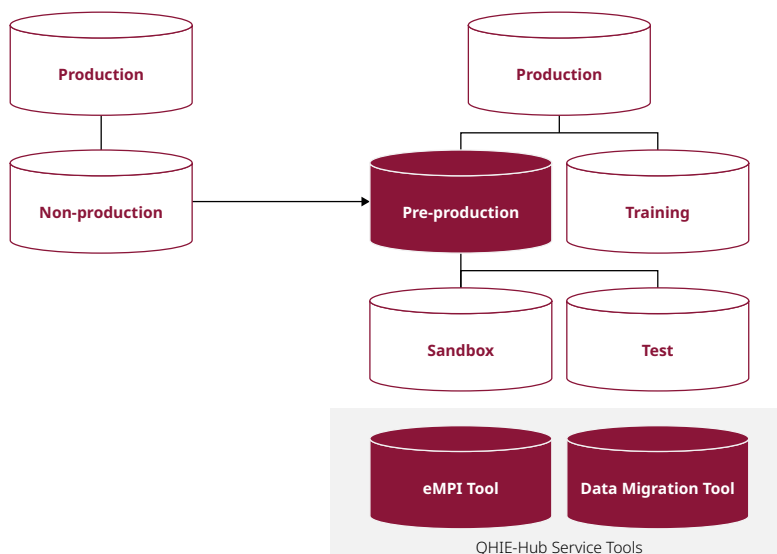 Production
Production
Non-production
Pre-production
Training
Sandbox
Test
eMPI Tool
Data Migration Tool
QHIE-Hub Service Tools